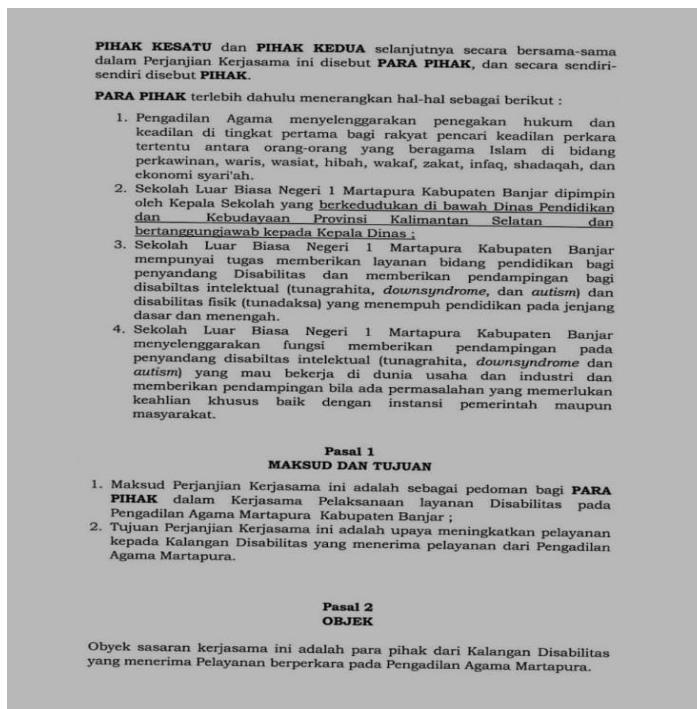 PIHAK KESATU dan PIHAK KEDUA selanjutnya secara bersama-sama
dalam Perjanjian Kerjasama ini disebut PARA PIHAK, dan secara sendiri-
sendiri disebut PIHAK.
PARA PIHAK terlebih dahulu menerangkan hal-hal sebagai berikut :
1. Pengadilan Agama menyelenggarakan penegakan hukum dan
keadilan di tingkat pertama bagi rakyat pencari keadilan perkara
tertentu antara orang-orang yang beragama Islam di bidang
perkawinan, waris, wasiat, hibah, wakaf, zakat, infaq, shadaqah, dan
ekonomi syari'ah.
2. Sekolah Luar Biasa Negeri 1 Martapura Kabupaten Banjar dipimpin
oleh Kepala Sekolah yang berkedudukan di bawah Dinas Pendidikan
dan Kebudayaan Provinsi Kalimantan Selatan dan
bertanggungjawab kepada Kepala Dinas ;
3. Sekolah Luar Biasa Negeri 1 Martapura Kabupaten Banjar
mempunyai tugas memberikan layanan bidang pendidikan bagi
penyandang Disabilitas dan memberikan pendampingan bagi
disabiltas intelektual (tunagrahita, downsyndrome, dan autism) dan
disabilitas fisik (tunadaksa) yang menempuh pendidikan pada jenjang
dasar dan menengah.
4. Sekolah Luar Biasa Negeri 1 Martapura Kabupaten Banjar
menyelenggarakan fungsi memberikan pendampingan pada
penyandang disabiltas intelektual (tunagrahita, downsyndrome dan
autism) yang mau bekerja di dunia usaha dan industri dan
memberikan pendampingan bila ada permasalahan yang memerlukan
keahlian khusus baik dengan instansi pemerintah maupun
masyarakat.
Pasal 1
MAKSUD DAN TUJUAN
1. Maksud Perjanjian Kerjasama ini adalah sebagai pedoman bagi PARA
PIHAK dalam Kerjasama Pelaksanaan layanan Disabilitas pada
Pengadilan Agama Martapura Kabupaten Banjar ;
2. Tujuan Perjanjian Kerjasama ini adalah upaya meningkatkan pelayanan
kepada Kalangan Disabilitas yang menerima pelayanan dari Pengadilan
Agama Martapura.
Pasal 2
OBJEK
Obyek sasaran kerjasama ini adalah para pihak dari Kalangan Disabilitas
yang menerima Pelayanan berperkara pada Pengadilan Agama Martapura.